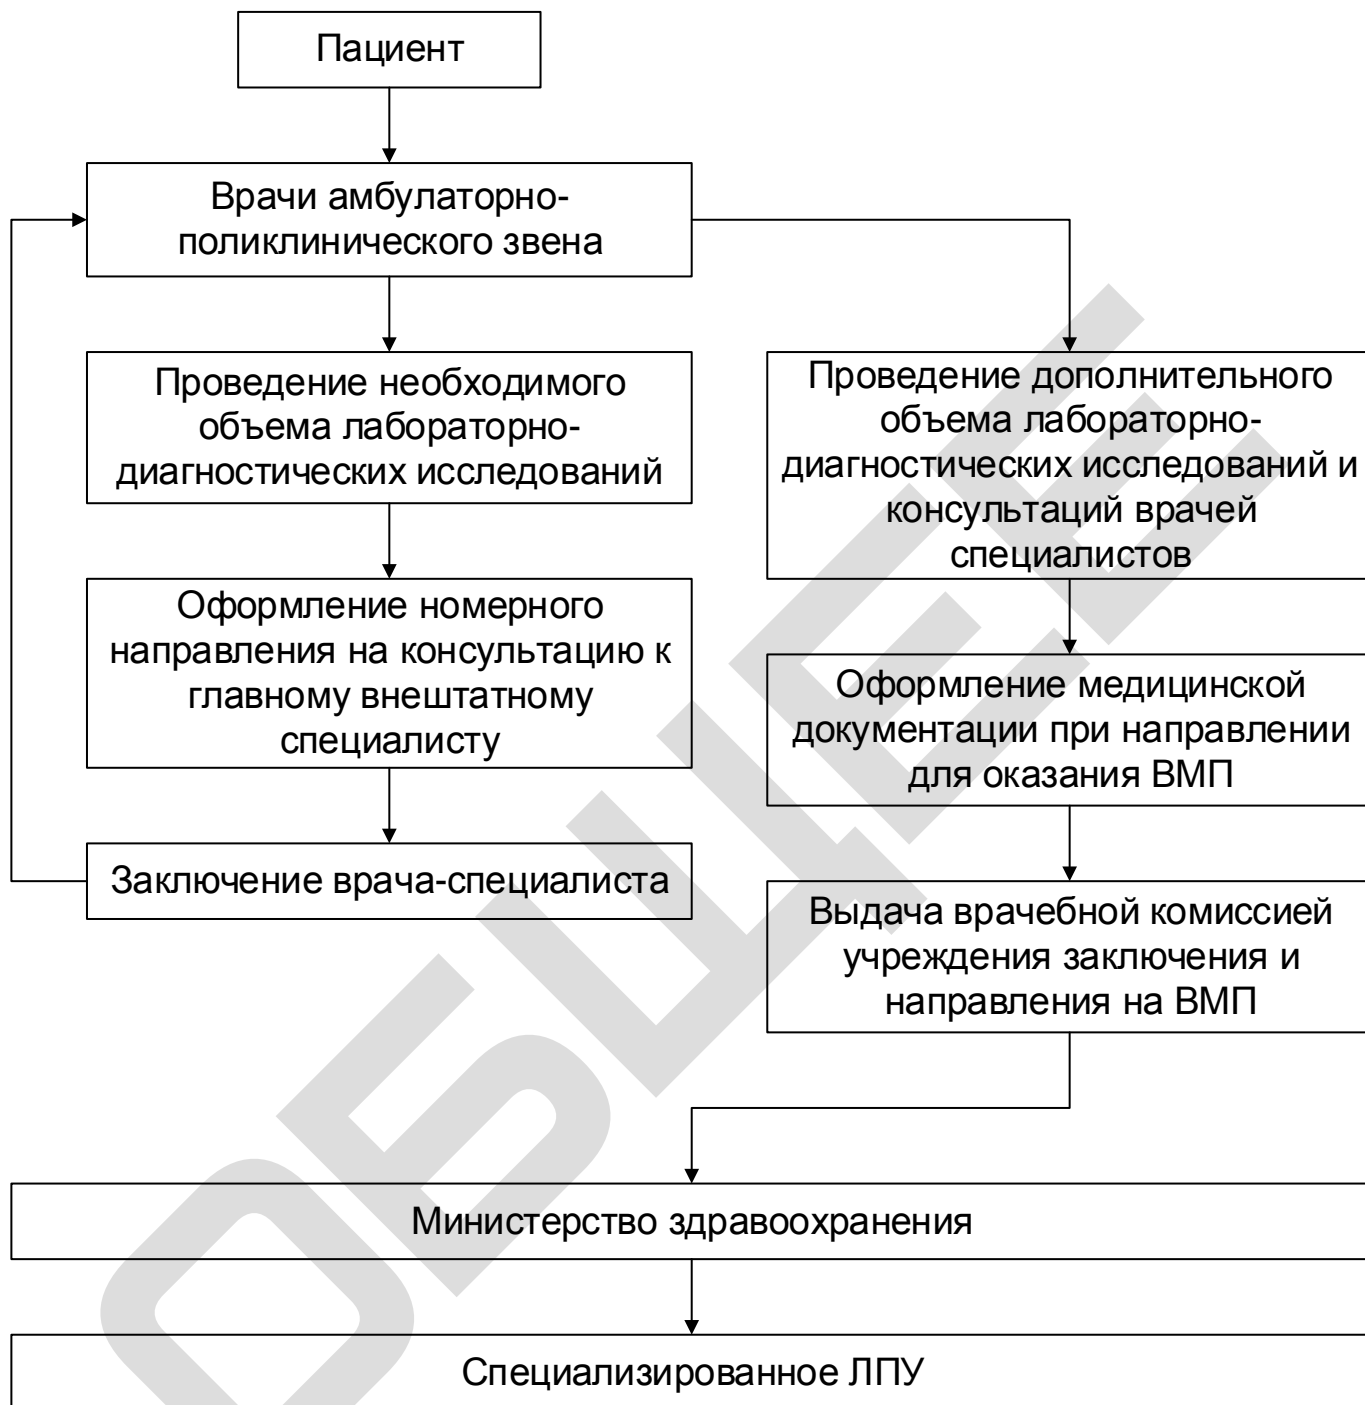 Пациент
Врачи амбулаторно-
поликлинического звена
Проведение необходимого
объема лабораторно-
диагностических исследований
Оформление номерного
направления на консультацию к
главному внештатному
специалисту
Заключение врача-специалиста
Проведение дополнительного
объема лабораторно-
диагностических исследований и
консультаций врачей
специалистов
Оформление медицинской
документации при направлении
для оказания ВМП
Выдача врачебной комиссией
учреждения заключения и
направления на ВМП
Министерство здравоохранения
Специализированное ЛПУ
ОБЩЕЕ